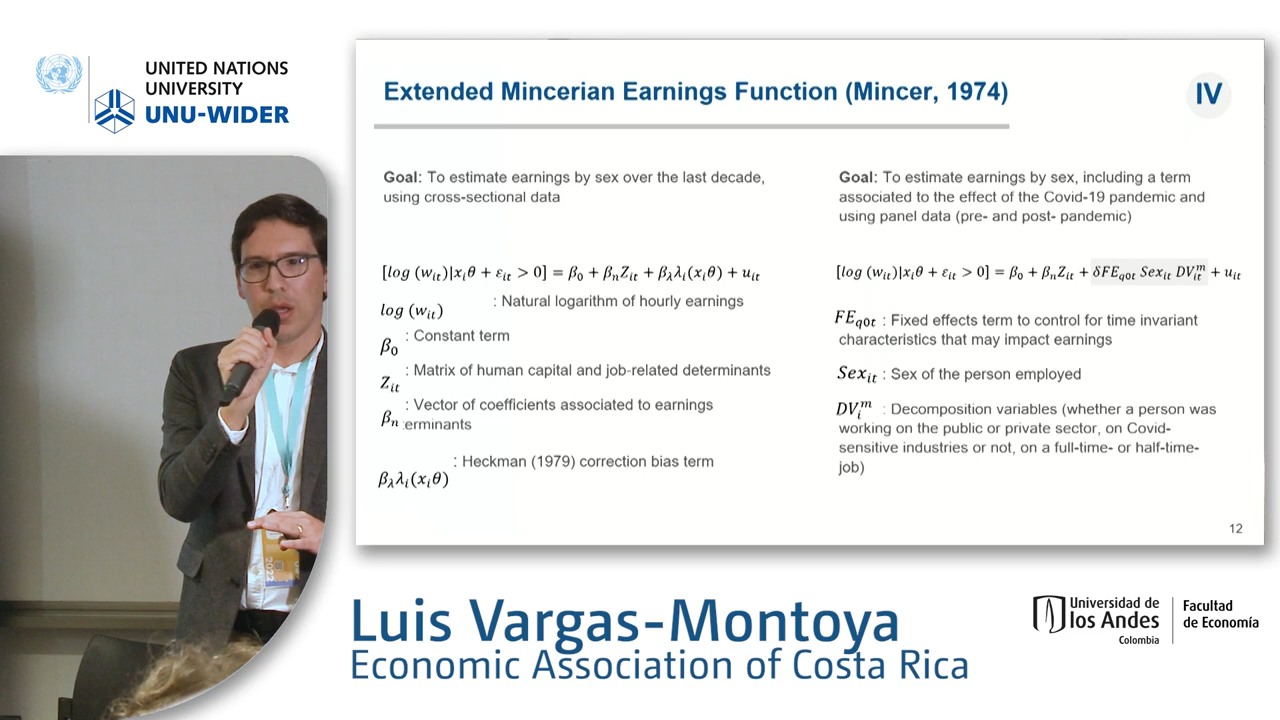 UNITED NATIONS
UNIVERSITY
UNU-WIDER
Extended Mincerian Earnings Function (Mincer, 1974)
IV
Goal: To estimate earnings by sex over the last decade,
using cross-sectional data
[log (w_it)|x_iθ + ε_it > 0] = β_0 + β_nZ_it + β_λλ_i(x_iθ) + u_it
log (w_it) : Natural logarithm of hourly earnings
β_0 : Constant term
Z_it : Matrix of human capital and job-related determinants
β_n : Vector of coefficients associated to earnings
erminants
β_λλ_i(x_iθ) : Heckman (1979) correction bias term
Goal: To estimate earnings by sex, including a term
associated to the effect of the Covid-19 pandemic and
using panel data (pre- and post- pandemic)
[log (w_it)|x_iθ + ε_it > 0] = β_0 + β_nZ_it + δFE_q0t Sex_it DV_it^m + u_it
FE_q0t : Fixed effects term to control for time invariant
characteristics that may impact earnings
Sex_it : Sex of the person employed
DV_i^m : Decomposition variables (whether a person was
working on the public or private sector, on Covid-
sensitive industries or not, on a full-time- or half-time-
job)
12
Luis Vargas-Montoya
Economic Association of Costa Rica
Universidad de
los Andes
Colombia
Facultad
de Economía